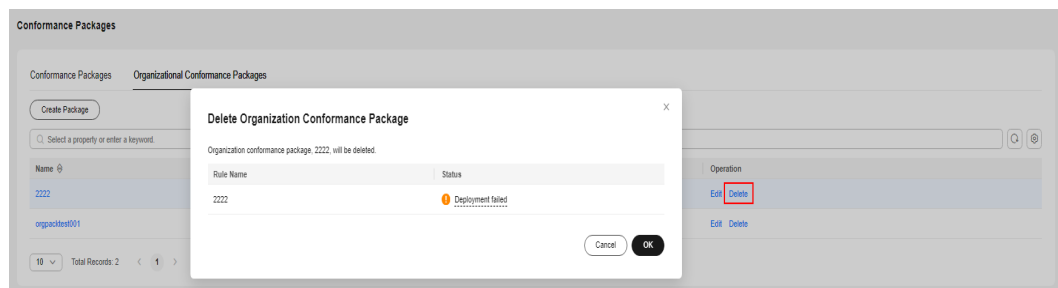 Conformance Packages
Conformance Packages Organizational Conformance Packages
Create Package
Select a property or enter a keyword.
Name Operation
2222 Edit Delete
orgpacktest001 Edit Delete
10 Total Records: 2 < 1 >
Delete Organization Conformance Package X
Organization conformance package, 2222, will be deleted.
Rule Name Status
2222 Deployment failed
Cancel OK